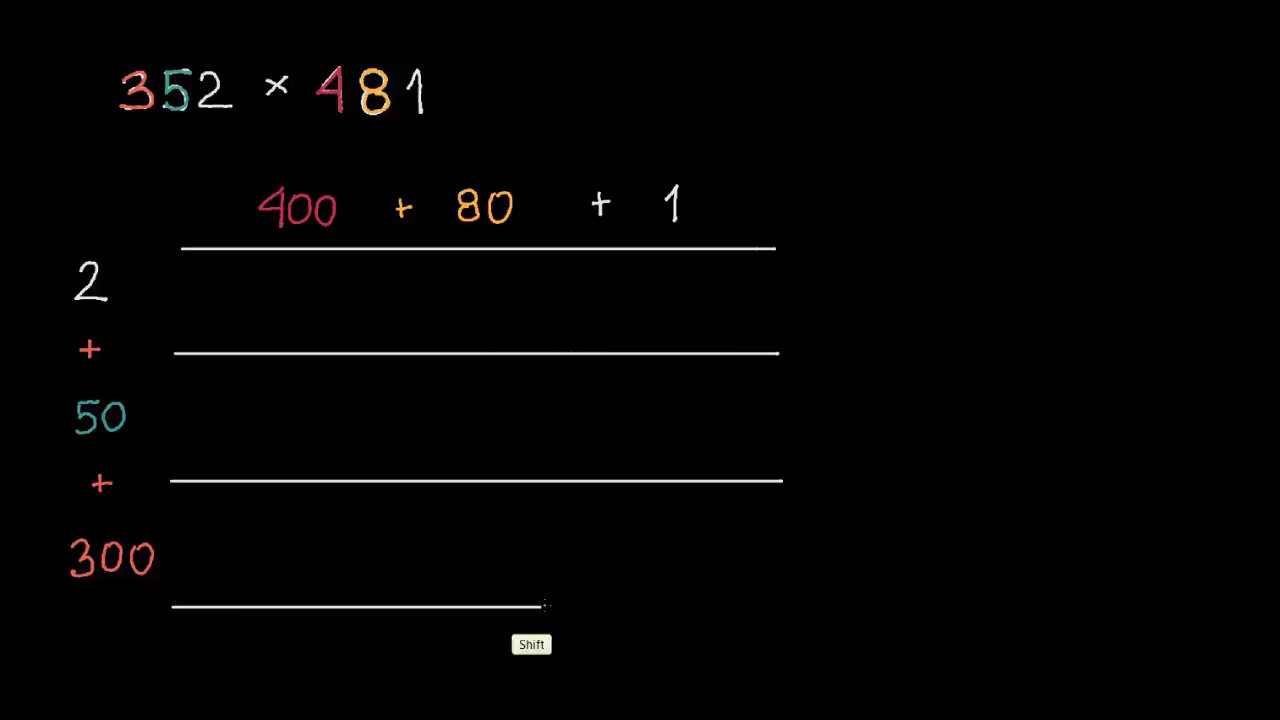 352 × 481
400 + 80 + 1
2
+
50
+
300
Shift